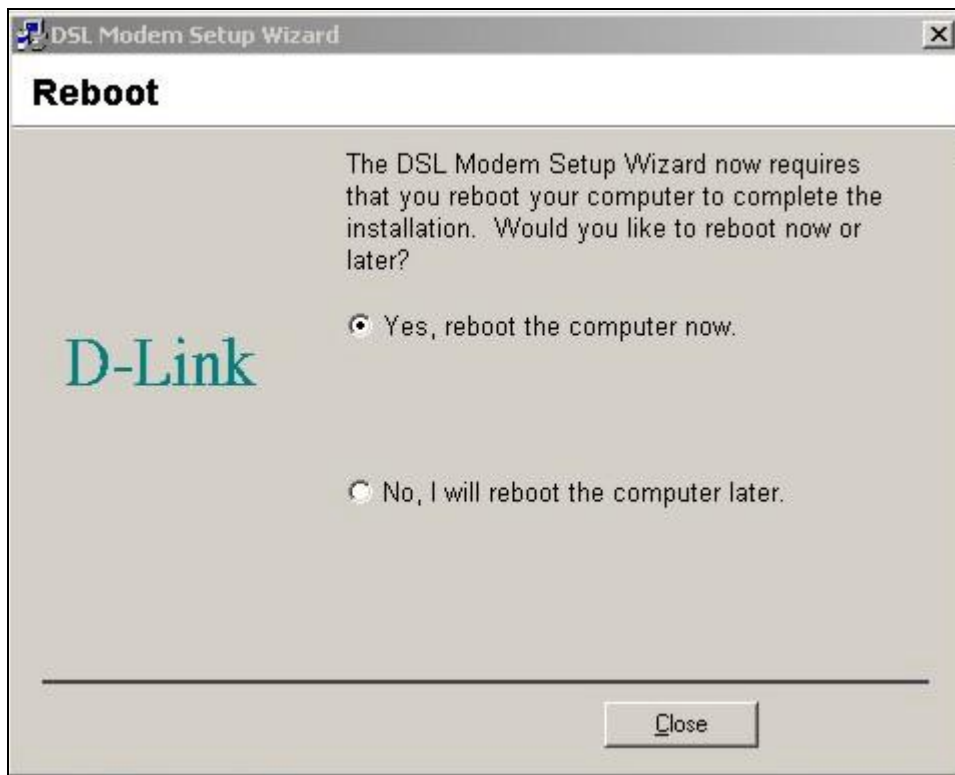 DSL Modem Setup Wizard
Reboot
The DSL Modem Setup Wizard now requires
that you reboot your computer to complete the
installation.  Would you like to reboot now or
later?
Yes, reboot the computer now.
D-Link
No, I will reboot the computer later.
Close